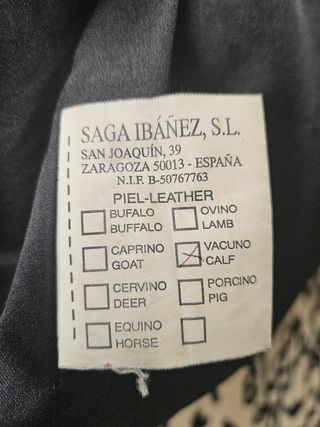 SAGA IBÁÑEZ, S.L.
SAN JOAQUÍN, 39
ZARAGOZA 50013 - ESPAÑA
N.I.F. B-50767763
PIEL-LEATHER
BUFALO
BUFFALO
OVINO
LAMB
CAPRINO
GOAT
VACUNO
CALF
CERVINO
DEER
PORCINO
PIG
EQUINO
HORSE